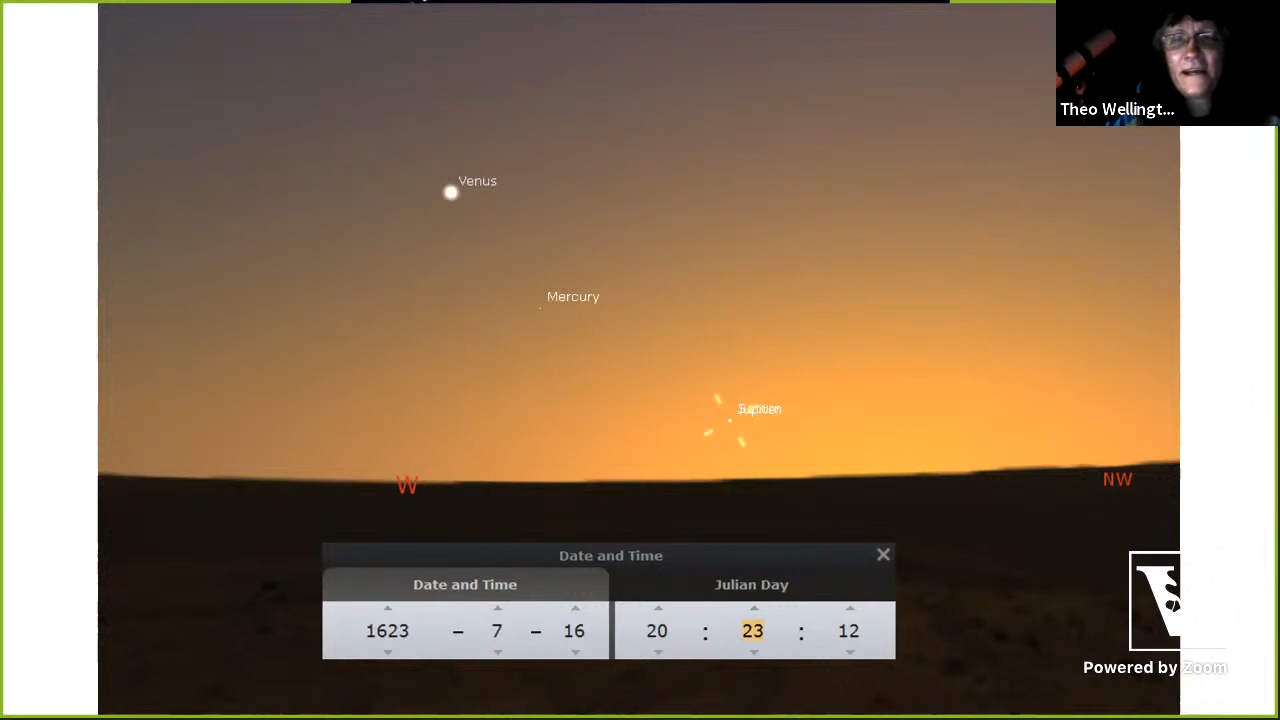 Theo Wellingt...
Venus
Mercury
W
NW
Date and Time
Date and Time
Julian Day
1623 – 7 – 16
20 : 23 : 12
Powered by Zoom